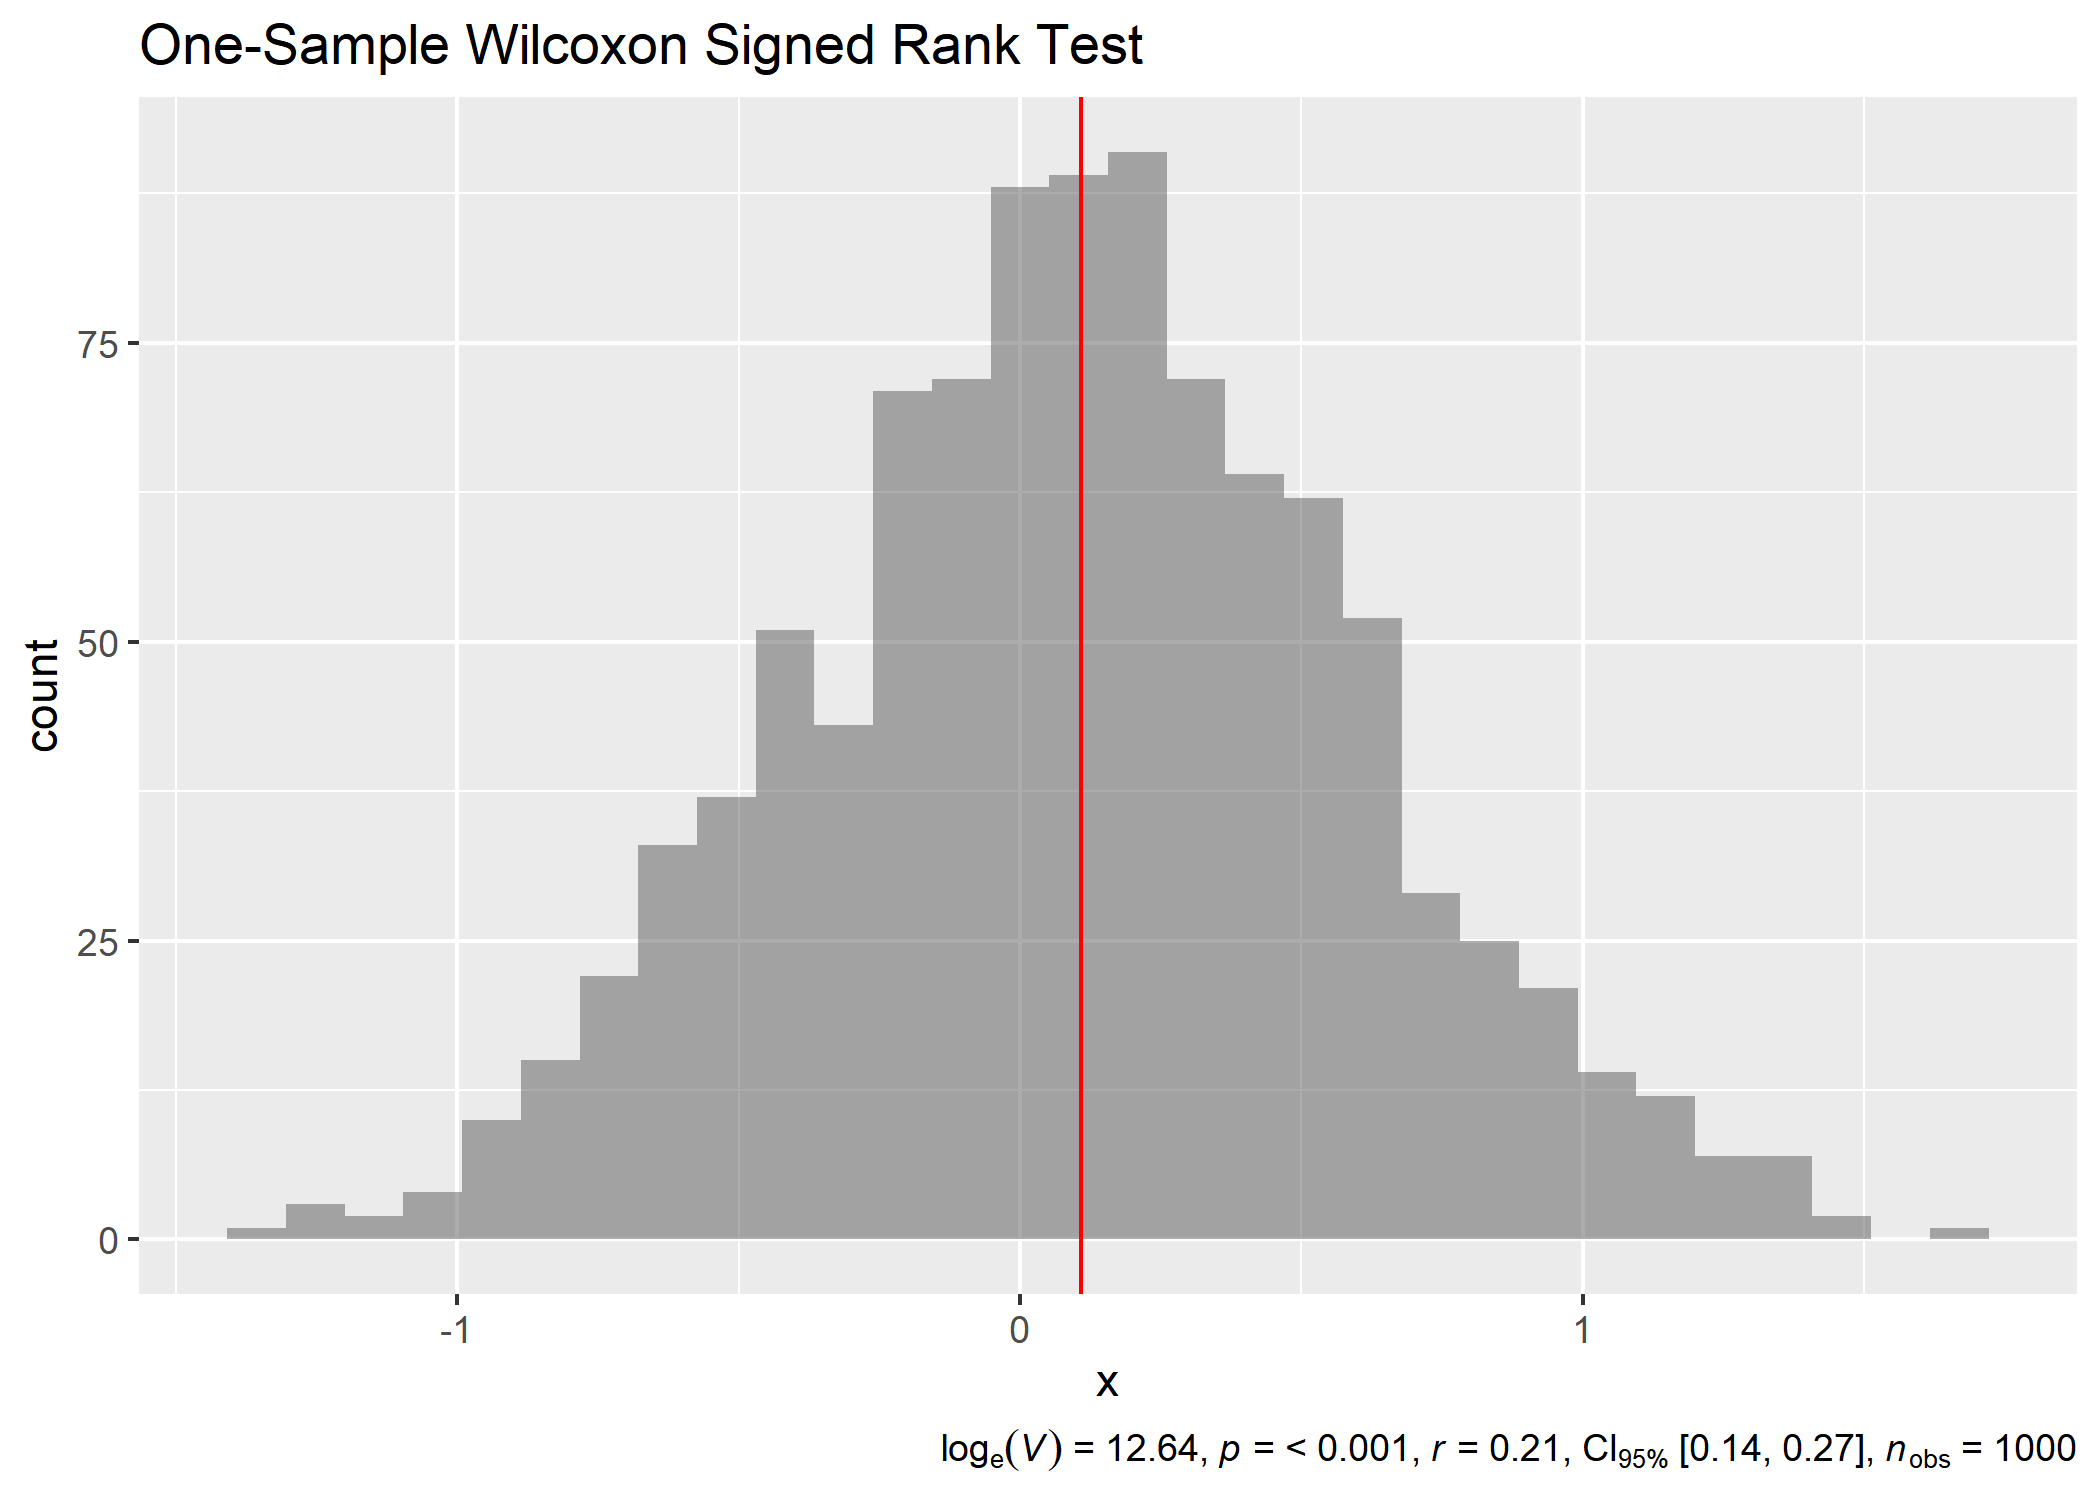 One-Sample Wilcoxon Signed Rank Test
count
75
50
25
0
-1 0 1
x
logₑ(V) = 12.64, p = < 0.001, r = 0.21, CI95% [0.14, 0.27], nobs = 1000